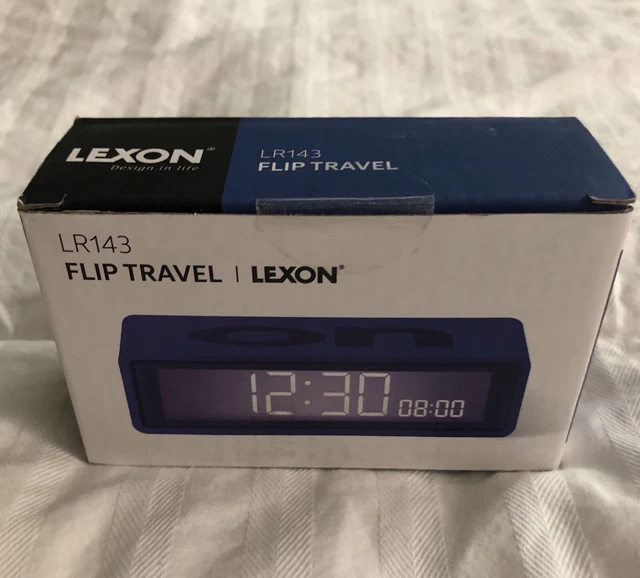 LEXON®
Design in life
LR143
FLIP TRAVEL
LR143
FLIP TRAVEL | LEXON®
on
12:30 08:00